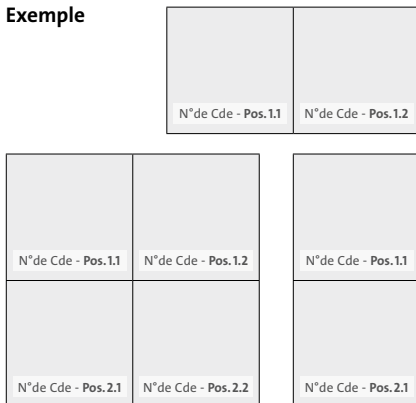 Exemple
N°de Cde - Pos.1.1 N°de Cde - Pos.1.2
N°de Cde - Pos.1.1 N°de Cde - Pos.1.2 N°de Cde - Pos.1.1
N°de Cde - Pos.2.1 N°de Cde - Pos.2.2 N°de Cde - Pos.2.1